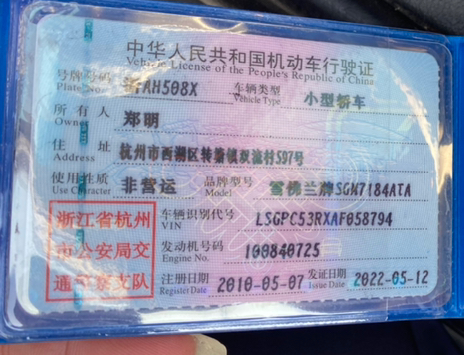 中华人民共和国机动车行驶证
Vehicle License of the People's Republic of China
号牌号码 AH508X 车辆类型 小型轿车
Plate No. Vehicle Type
所有人 郑明
Owner
住址 杭州市西湖区转塘镇双流村597号
Address
使用性质 非营运 品牌型号 雪佛兰牌SGM7184ATA
Use Character Model
浙江省杭州
市公安局交
通警察支队
车辆识别代号 LSGPC53RXAF058794
VIN
发动机号码 100840725
Engine No.
注册日期 2010-05-07 发证日期 2022-05-12
Register Date Issue Date